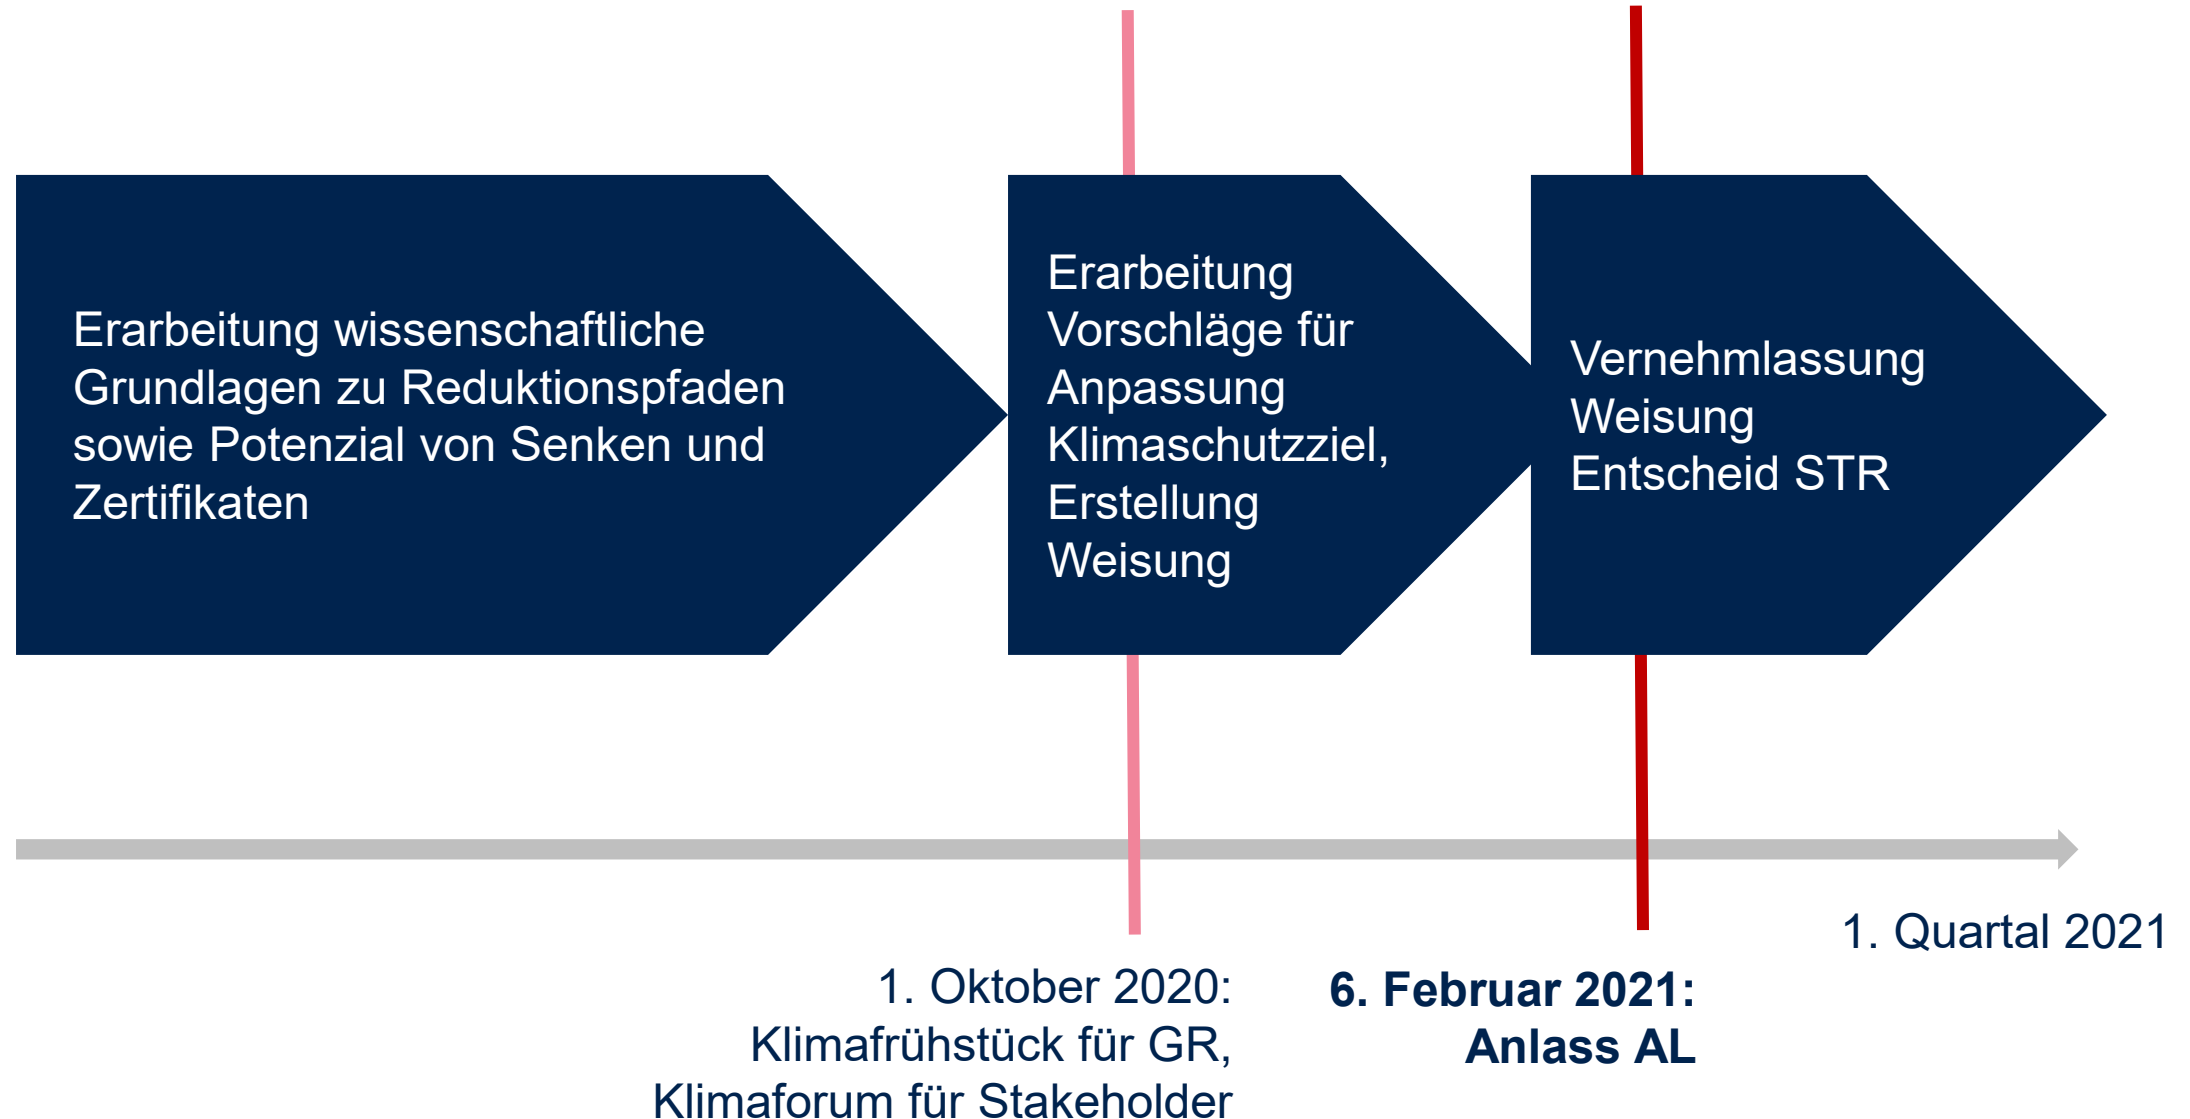 Erarbeitung wissenschaftliche
Grundlagen zu Reduktionspfaden
sowie Potenzial von Senken und
Zertifikaten
Erarbeitung
Vorschläge für
Anpassung
Klimaschutzziel,
Erstellung
Weisung
Vernehmlassung
Weisung
Entscheid STR
1. Oktober 2020:
Klimafrühstück für GR,
Klimaforum für Stakeholder
6. Februar 2021:
Anlass AL
1. Quartal 2021